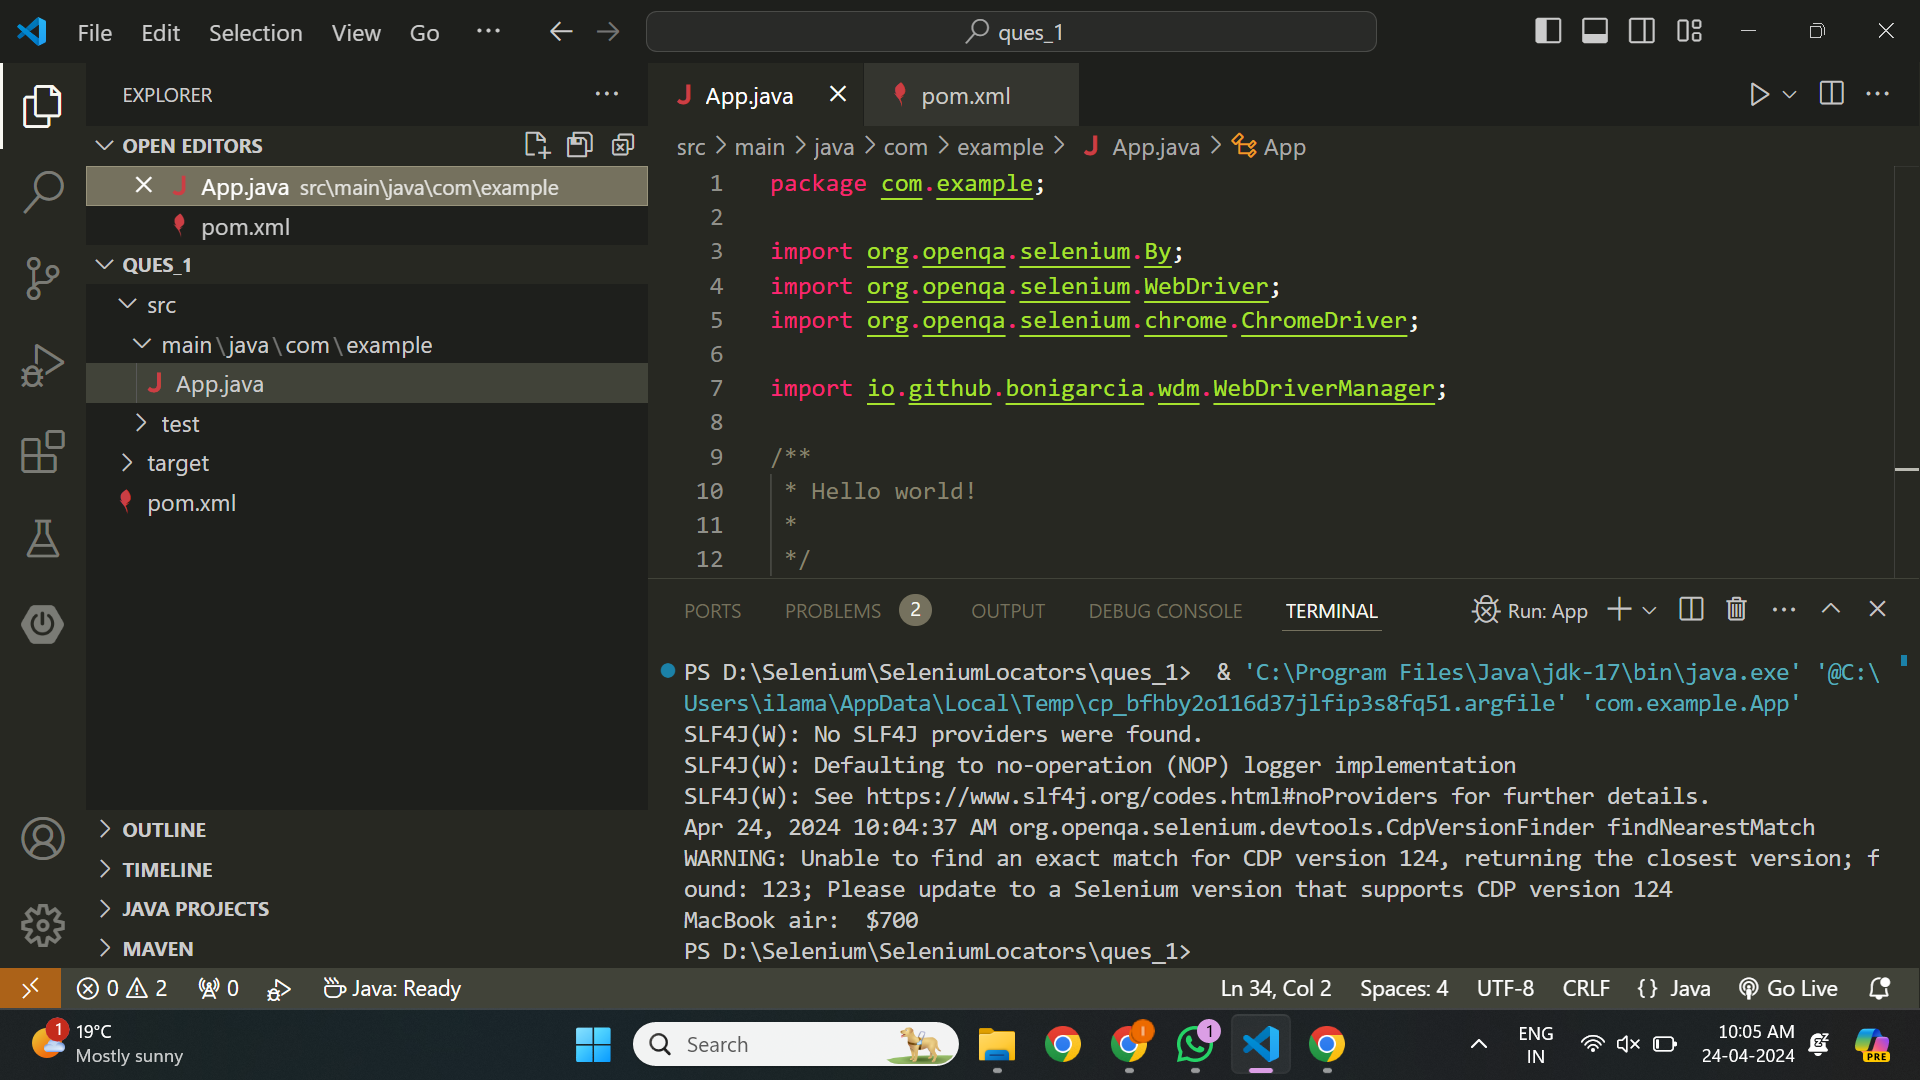 File Edit Selection View Go ··· ques_1
EXPLORER ···
OPEN EDITORS
App.java src\main\java\com\example
pom.xml
QUES_1
src
main\java\com\example
App.java
test
target
pom.xml
OUTLINE
TIMELINE
JAVA PROJECTS
MAVEN
App.java pom.xml
src > main > java > com > example > App.java > App
1 package com.example;
2
3 import org.openqa.selenium.By;
4 import org.openqa.selenium.WebDriver;
5 import org.openqa.selenium.chrome.ChromeDriver;
6
7 import io.github.bonigarcia.wdm.WebDriverManager;
8
9 /**
10 * Hello world!
11 *
12 */
PORTS PROBLEMS 2 OUTPUT DEBUG CONSOLE TERMINAL Run: App
PS D:\Selenium\SeleniumLocators\ques_1> & 'C:\Program Files\Java\jdk-17\bin\java.exe' '@C:\
Users\ilama\AppData\Local\Temp\cp_bfhby2o116d37jlfip3s8fq51.argfile' 'com.example.App'
SLF4J(W): No SLF4J providers were found.
SLF4J(W): Defaulting to no-operation (NOP) logger implementation
SLF4J(W): See https://www.slf4j.org/codes.html#noProviders for further details.
Apr 24, 2024 10:04:37 AM org.openqa.selenium.devtools.CdpVersionFinder findNearestMatch
WARNING: Unable to find an exact match for CDP version 124, returning the closest version; f
ound: 123; Please update to a Selenium version that supports CDP version 124
MacBook air:  $700
PS D:\Selenium\SeleniumLocators\ques_1>
0 2 0 Java: Ready Ln 34, Col 2 Spaces: 4 UTF-8 CRLF {} Java Go Live
1 19°C
Mostly sunny
Search
1
ENG
IN
10:05 AM
24-04-2024
PRE